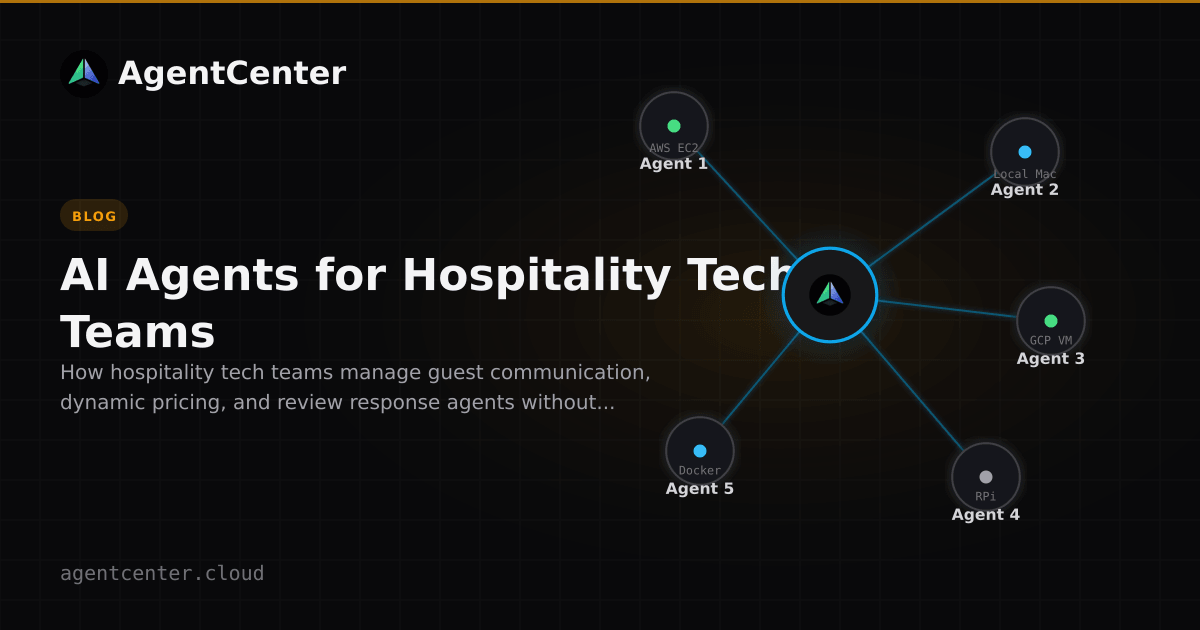 AgentCenter
BLOG
AI Agents for Hospitality Tech
Teams
How hospitality tech teams manage guest communication,
dynamic pricing, and review response agents without...
agentcenter.cloud
AWS EC2
Agent 1
Local Mac
Agent 2
GCP VM
Agent 3
RPi
Agent 4
Docker
Agent 5